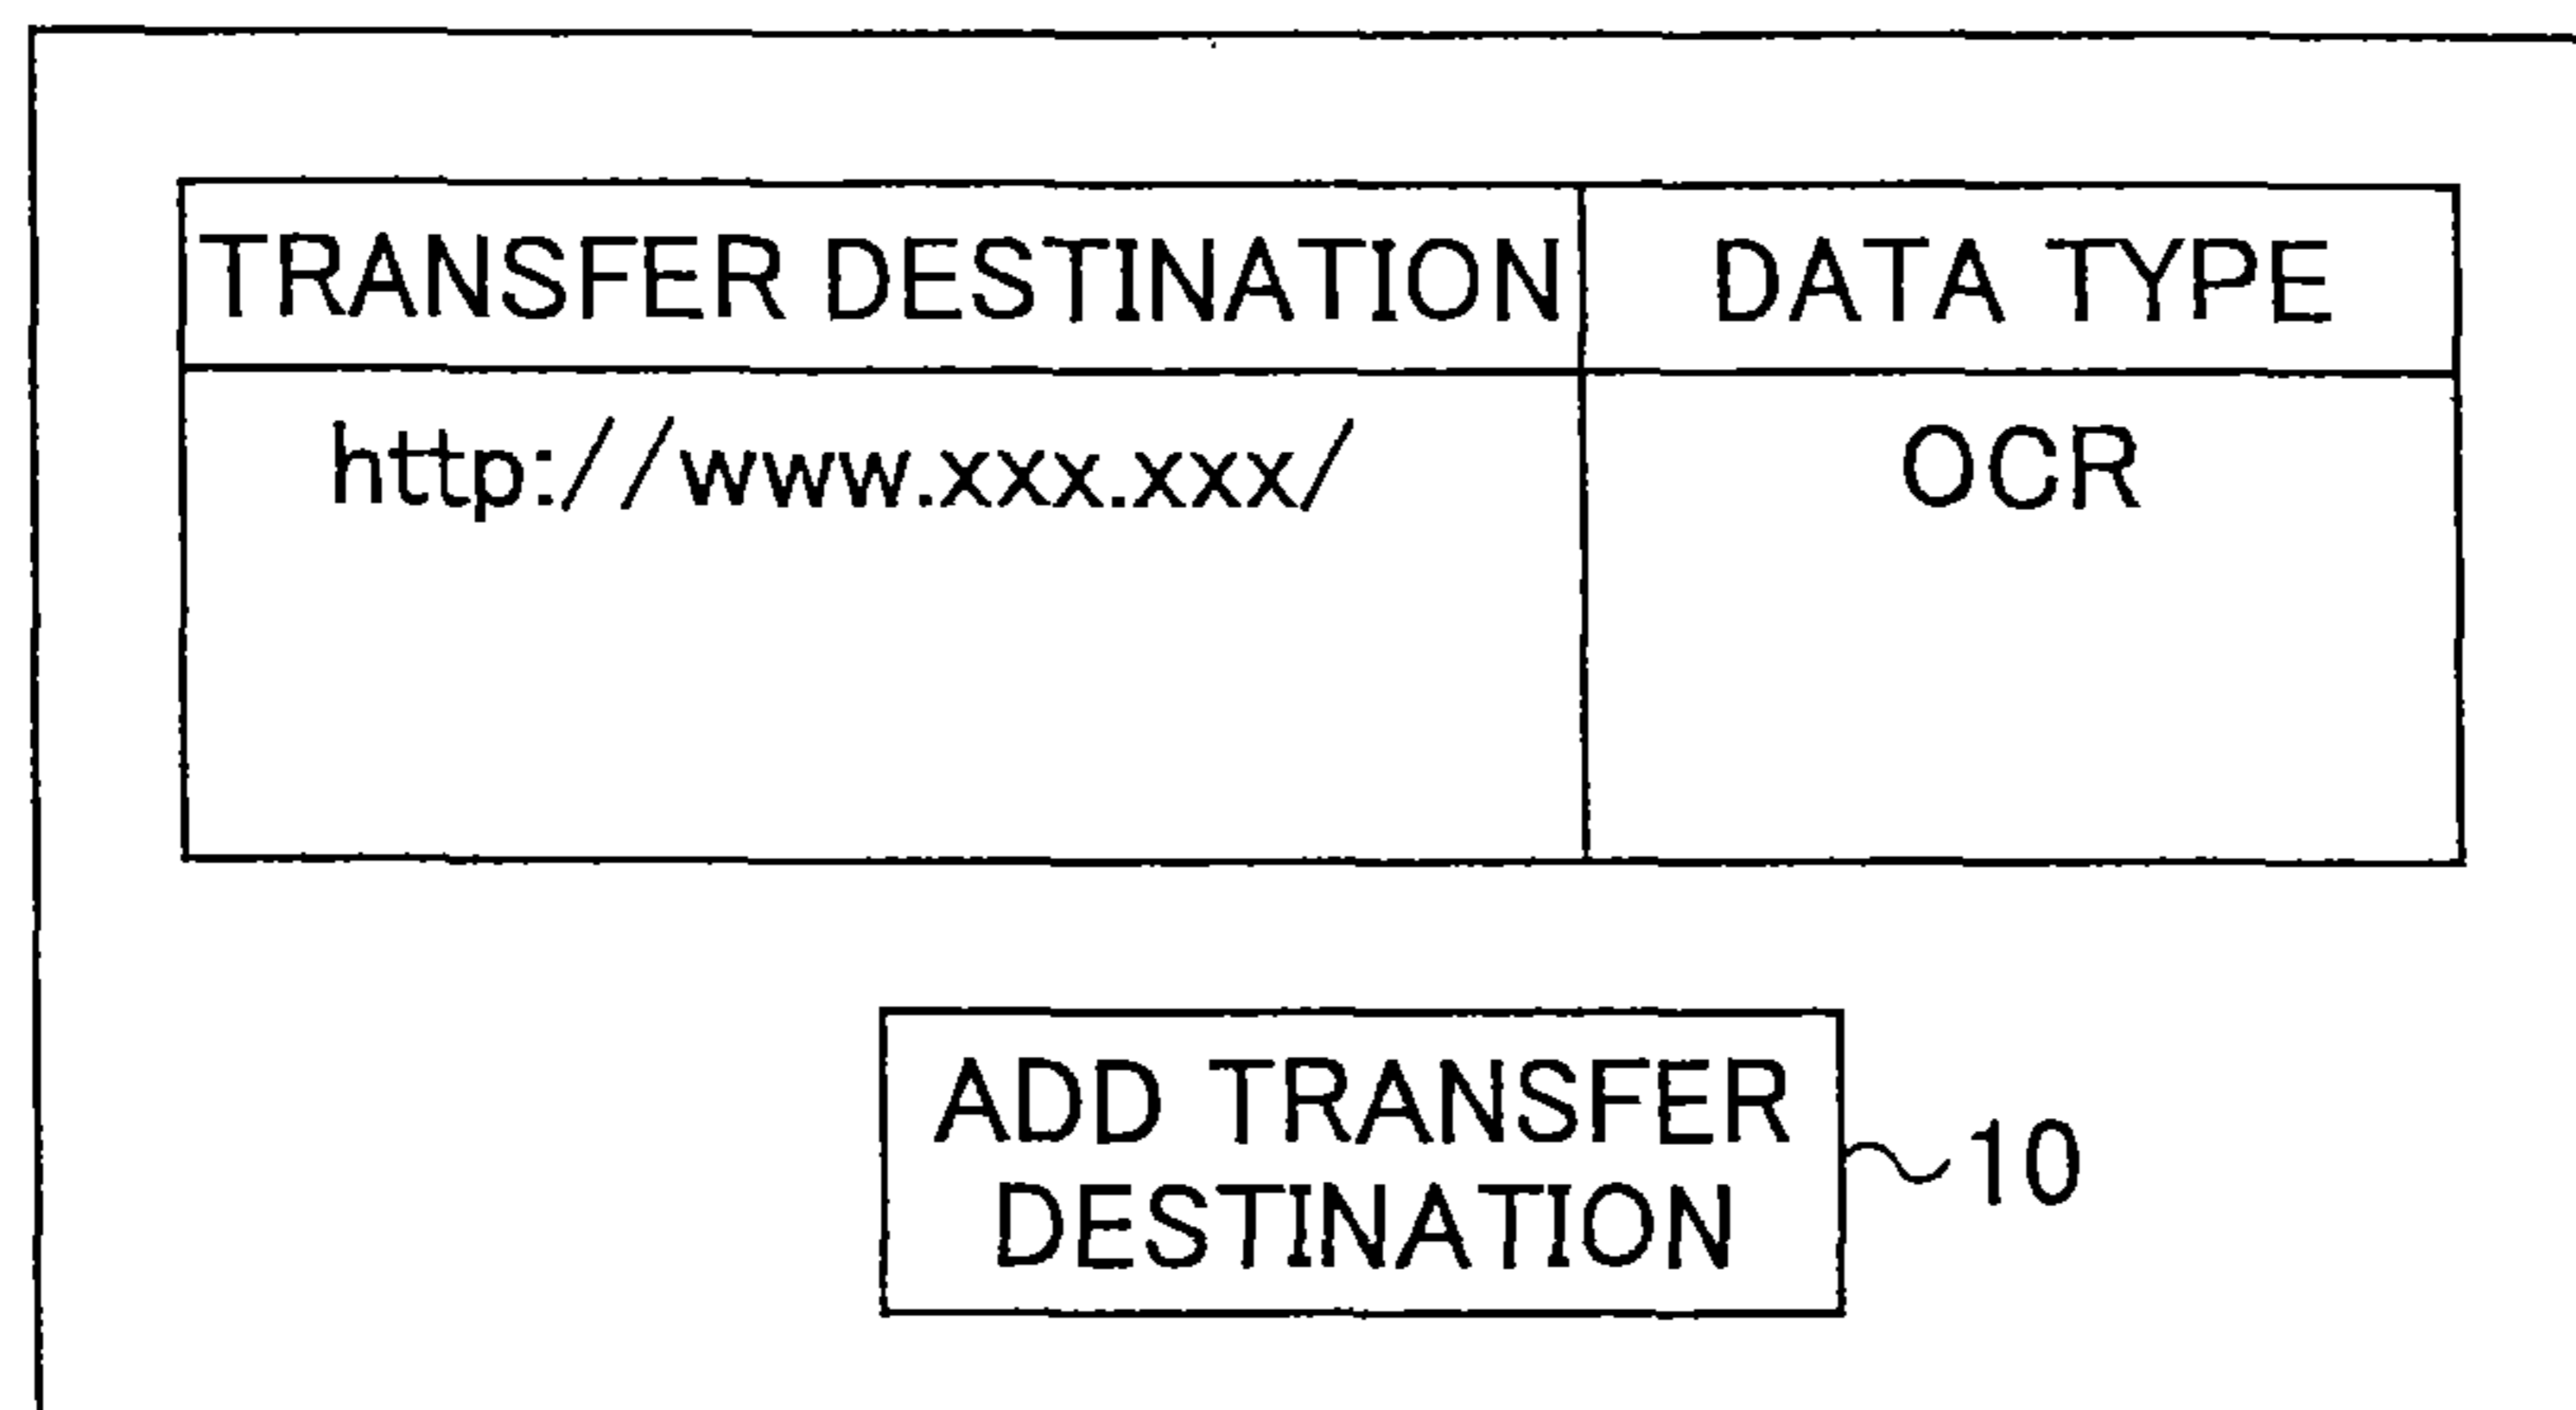 TRANSFER DESTINATION DATA TYPE
http://www.xxx.xxx/ OCR
ADD TRANSFER
DESTINATION
10